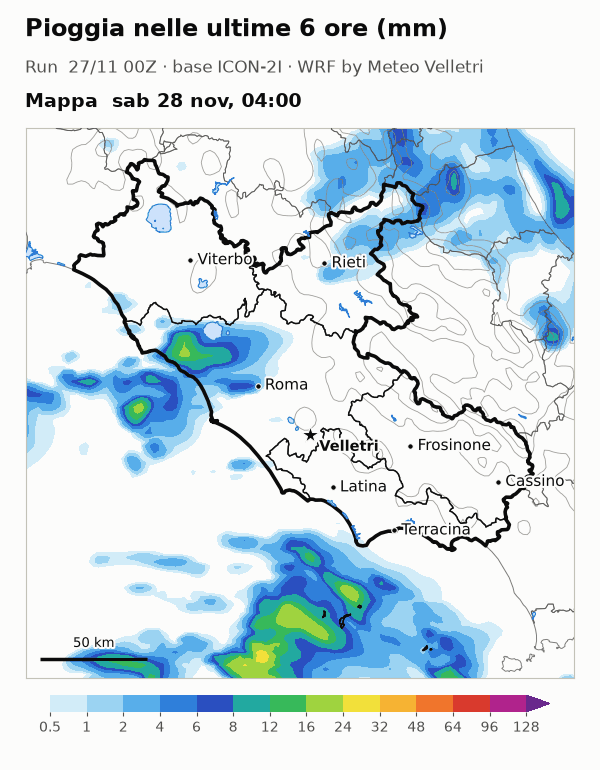 Pioggia nelle ultime 6 ore (mm)
Run 27/11 00Z · base ICON-2I · WRF by Meteo Velletri
Mappa sab 28 nov, 04:00
Viterbo
Rieti
Roma
Velletri
Frosinone
Cassino
Latina
Terracina
50 km
0.5 1 2 4 6 8 12 16 24 32 48 64 96 128